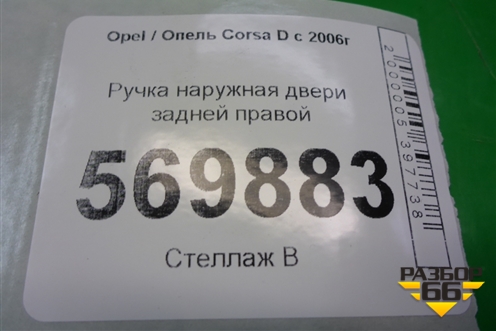 Opel / Опель Corsa D с 2006г
Ручка наружная двери
задней правой
569883
Стеллаж В
2000005397738
РАЗБОР
66